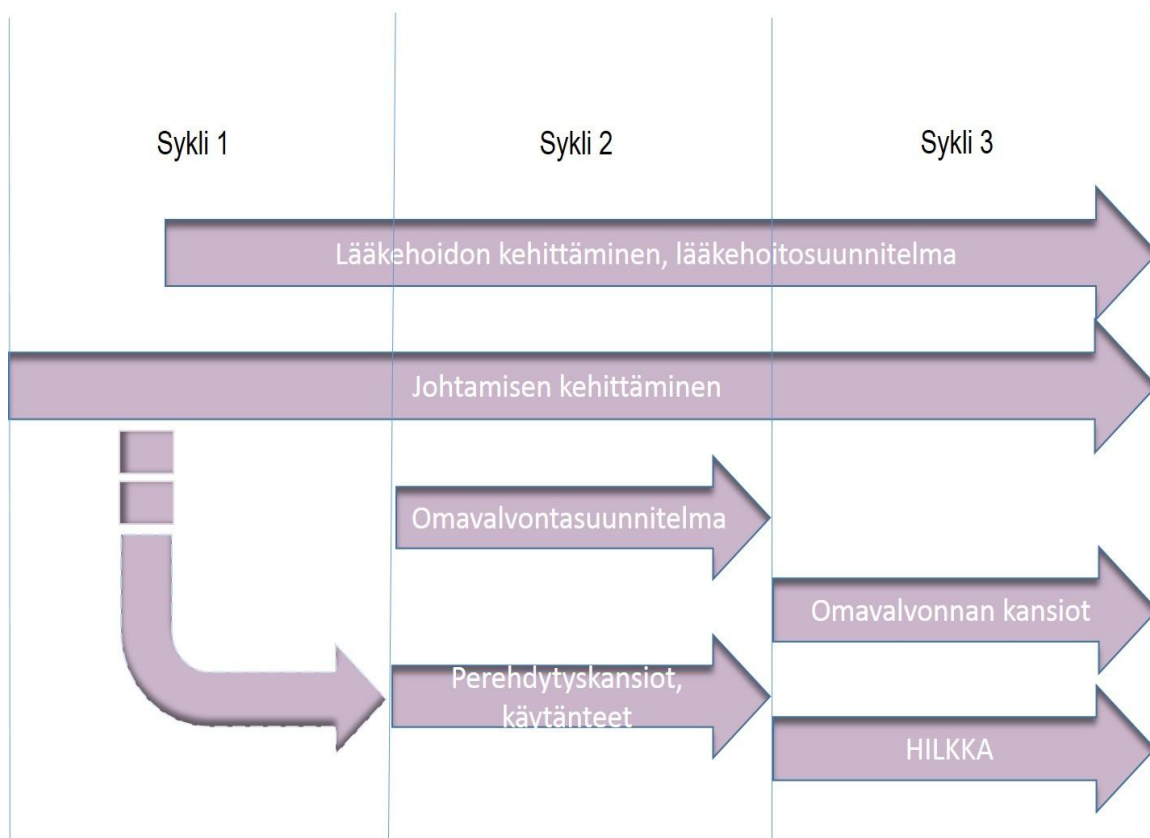 Sykli 1
Sykli 2
Sykli 3
Lääkehoidon kehittäminen, lääkehoitosuunnitelma
Johtamisen kehittäminen
Omavalvontasuunnitelma
Omavalvonnan kansiot
Perehdytyskansiot,
käytänteet
HILKKA